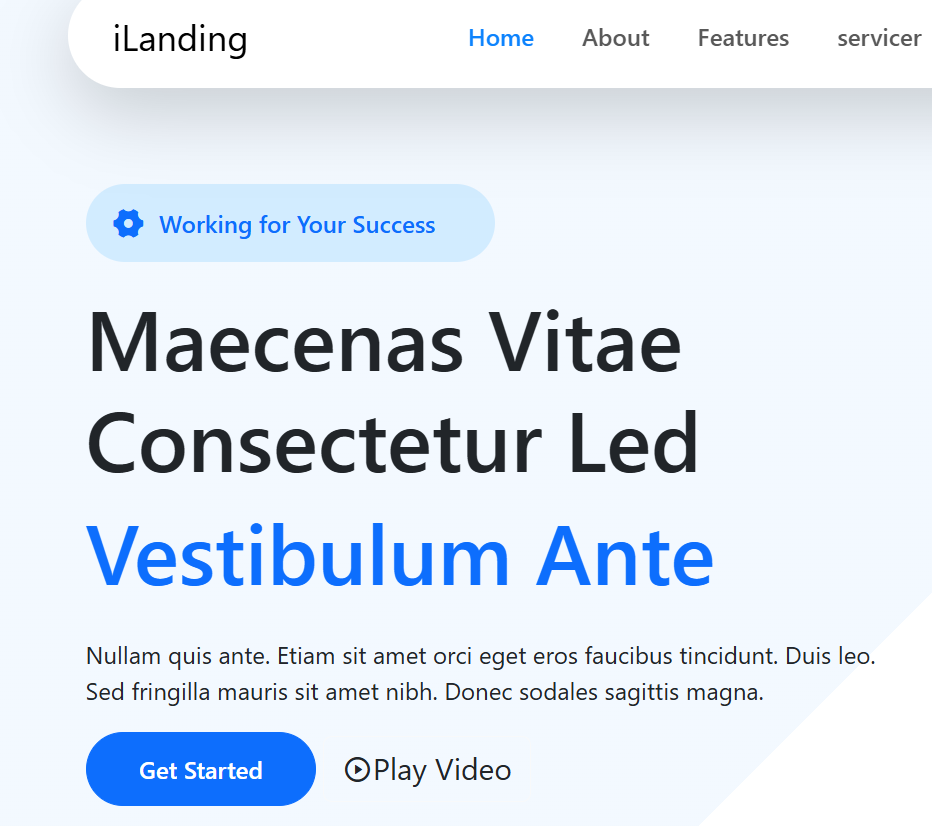 iLanding Home About Features servicer
Working for Your Success
Maecenas Vitae
Consectetur Led
Vestibulum Ante
Nullam quis ante. Etiam sit amet orci eget eros faucibus tincidunt. Duis leo.
Sed fringilla mauris sit amet nibh. Donec sodales sagittis magna.
Get Started Play Video